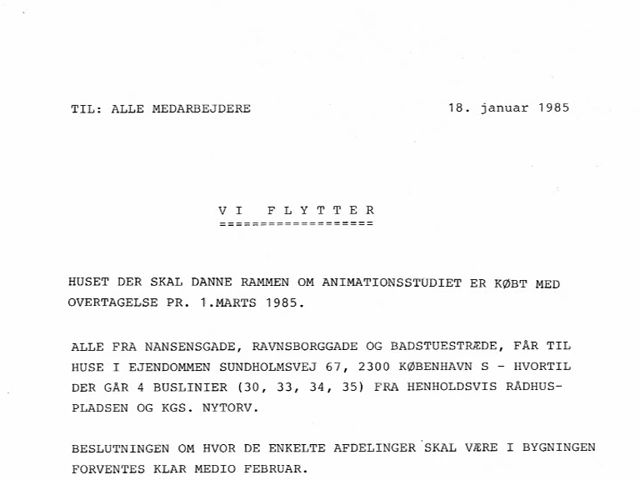 TIL: ALLE MEDARBEJDERE 18. januar 1985
V I F L Y T T E R
===================
HUSET DER SKAL DANNE RAMMEN OM ANIMATIONSSTUDIET ER KØBT MED
OVERTAGELSE PR. 1.MARTS 1985.
ALLE FRA NANSENSGADE, RAVNSBORGGADE OG BADSTUESTRÆDE, FÅR TIL
HUSE I EJENDOMMEN SUNDHOLMSVEJ 67, 2300 KØBENHAVN S - HVORTIL
DER GÅR 4 BUSLINIER (30, 33, 34, 35) FRA HENHOLDSVIS RÅDHUS-
PLADSEN OG KGS. NYTORV.
BESLUTNINGEN OM HVOR DE ENKELTE AFDELINGER SKAL VÆRE I BYGNINGEN
FORVENTES KLAR MEDIO FEBRUAR.